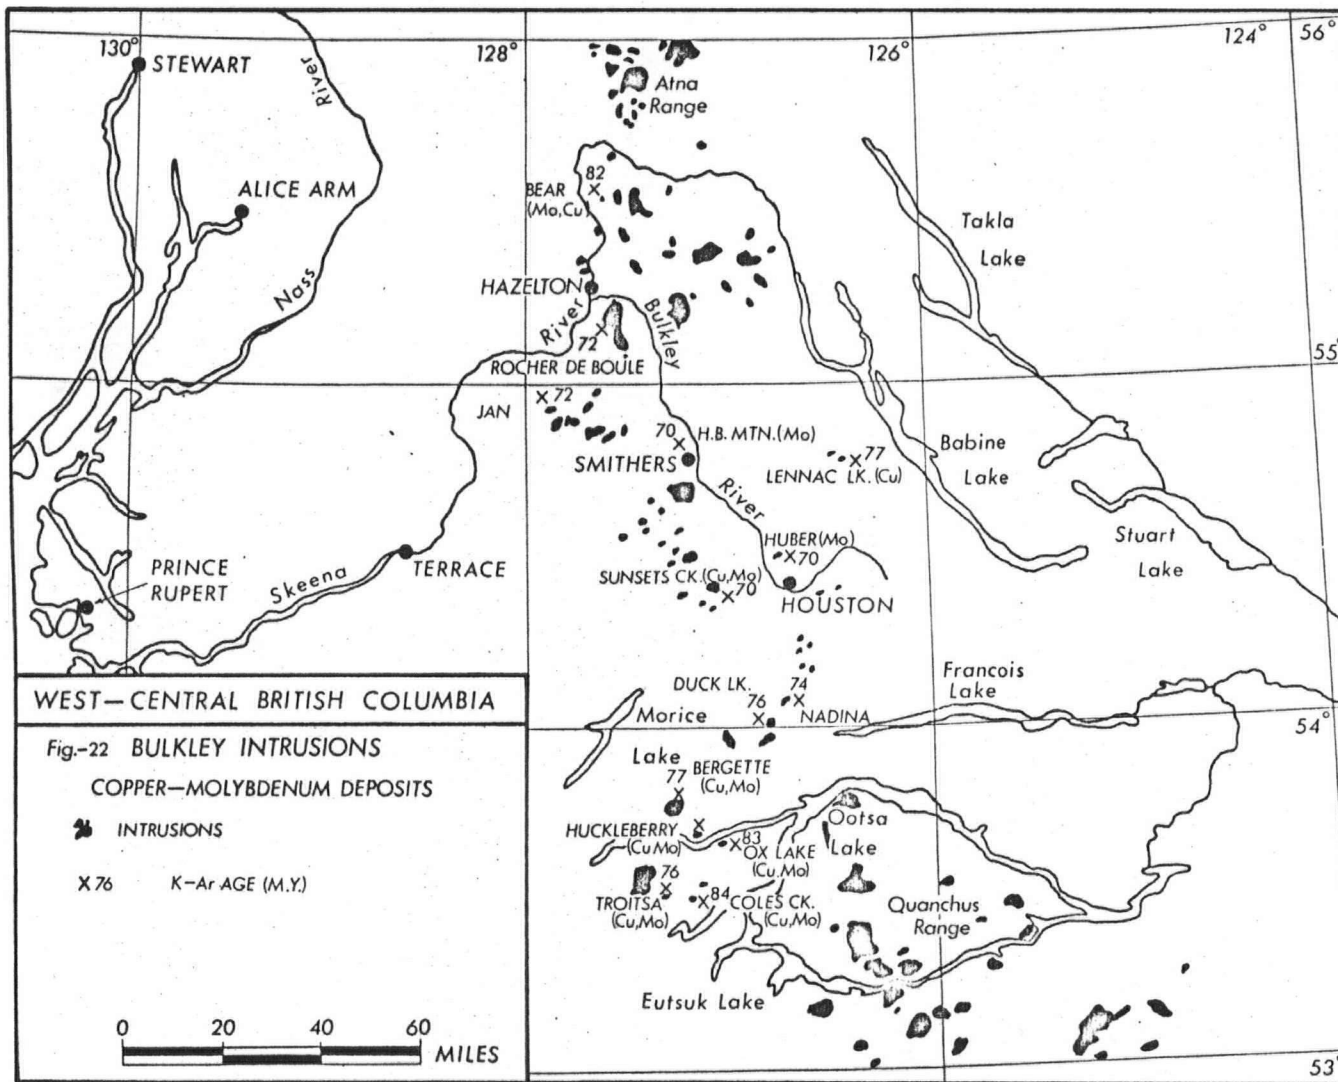 130°
128°
126°
124°
56°
STEWART
River
Atna
Range
ALICE ARM
82
BEAR
(Mo,Cu)
Takla
Lake
Nass
HAZELTON
River
Bulkley
72
ROCHER DE BOULE
55°
JAN
72
70
H.B. MTN.(Mo)
SMITHERS
77
LENNAC LK.(Cu)
Babine
Lake
River
HUBER(Mo)
70
Stuart
Lake
PRINCE
RUPERT
TERRACE
Skeena
SUNSETS CK.(Cu,Mo)
70
HOUSTON
DUCK LK.
76
74
NADINA
Francois
Lake
Morice
Lake
54°
BERGETTE
(Cu,Mo)
77
HUCKLEBERRY
(Cu Mo)
83
OX LAKE
(Cu,Mo)
Ootsa
Lake
76
TROITSA
(Cu,Mo)
84
COLES CK.
(Cu,Mo)
Quanchus
Range
Eutsuk Lake
53°
WEST—CENTRAL BRITISH COLUMBIA
Fig.-22 BULKLEY INTRUSIONS
COPPER—MOLYBDENUM DEPOSITS
INTRUSIONS
X 76 K-Ar AGE (M.Y.)
0 20 40 60
MILES